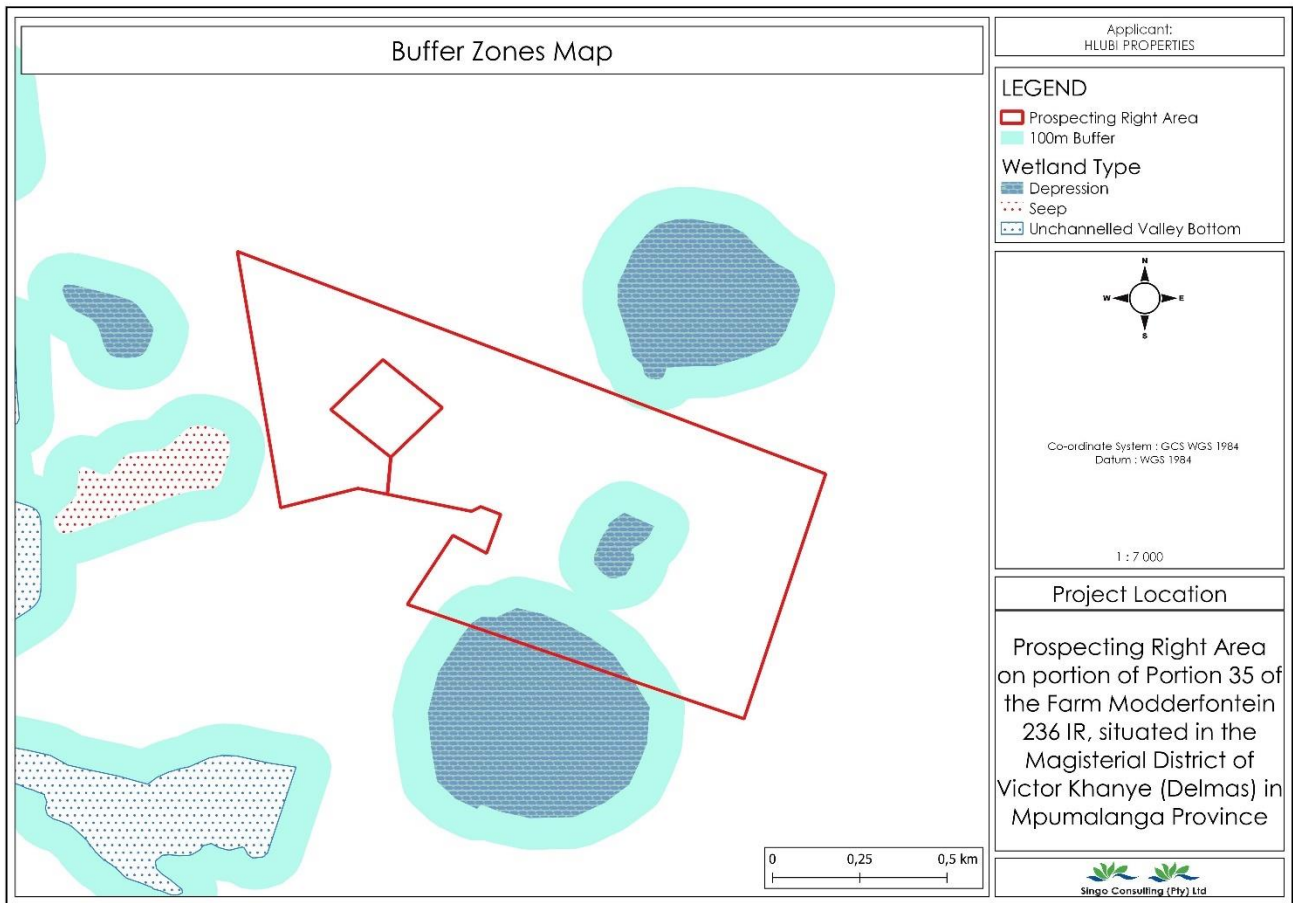 Buffer Zones Map
Applicant:
HLUBI PROPERTIES
LEGEND
Prospecting Right Area
100m Buffer
Wetland Type
Depression
Seep
Unchannelled Valley Bottom
N
W E
S
Co-ordinate System : GCS WGS 1984
Datum : WGS 1984
1 : 7 000
Project Location
Prospecting Right Area
on portion of Portion 35 of
the Farm Modderfontein
236 IR, situated in the
Magisterial District of
Victor Khanye (Delmas) in
Mpumalanga Province
0 0,25 0,5 km
Singo Consulting (Pty) Ltd